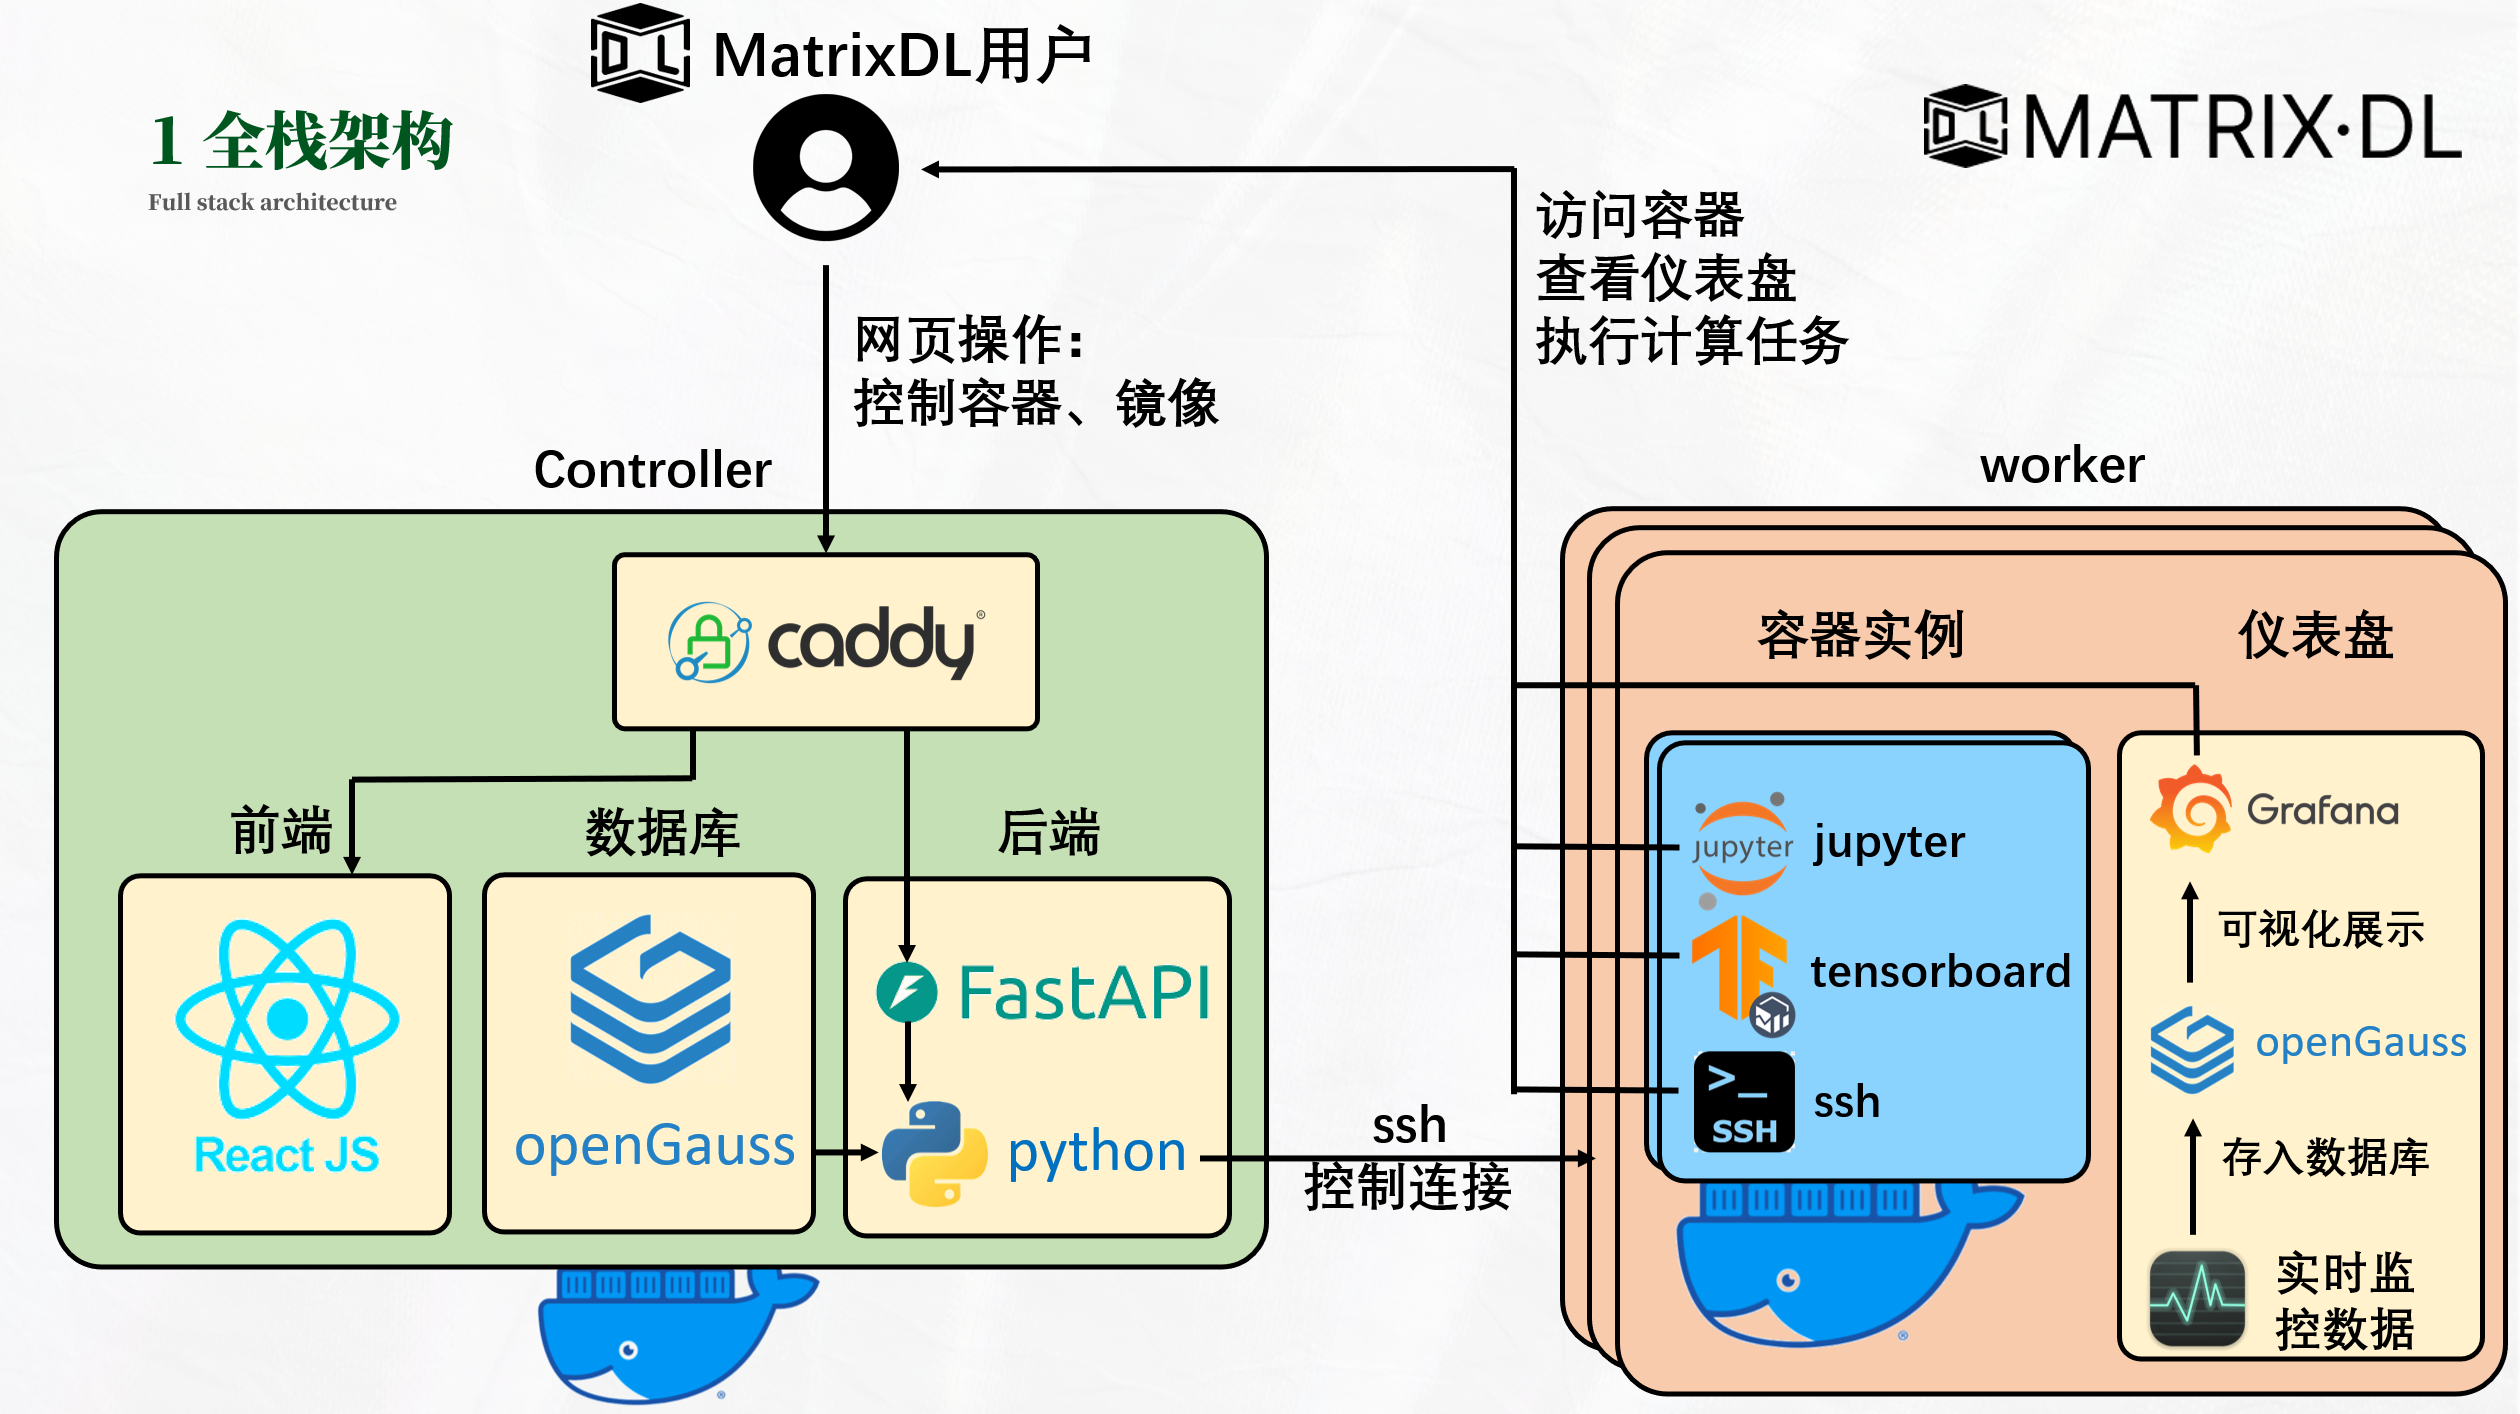 MatrixDL用户
1 全栈架构
Full stack architecture
DL MATRIX·DL
访问容器
查看仪表盘
执行计算任务
网页操作：
控制容器、镜像
Controller
caddy®
前端
数据库
后端
React JS
openGauss
FastAPI
python
ssh
控制连接
worker
容器实例
仪表盘
jupyter jupyter
tensorboard
>_
SSH
ssh
Grafana
可视化展示
openGauss
存入数据库
实时监
控数据